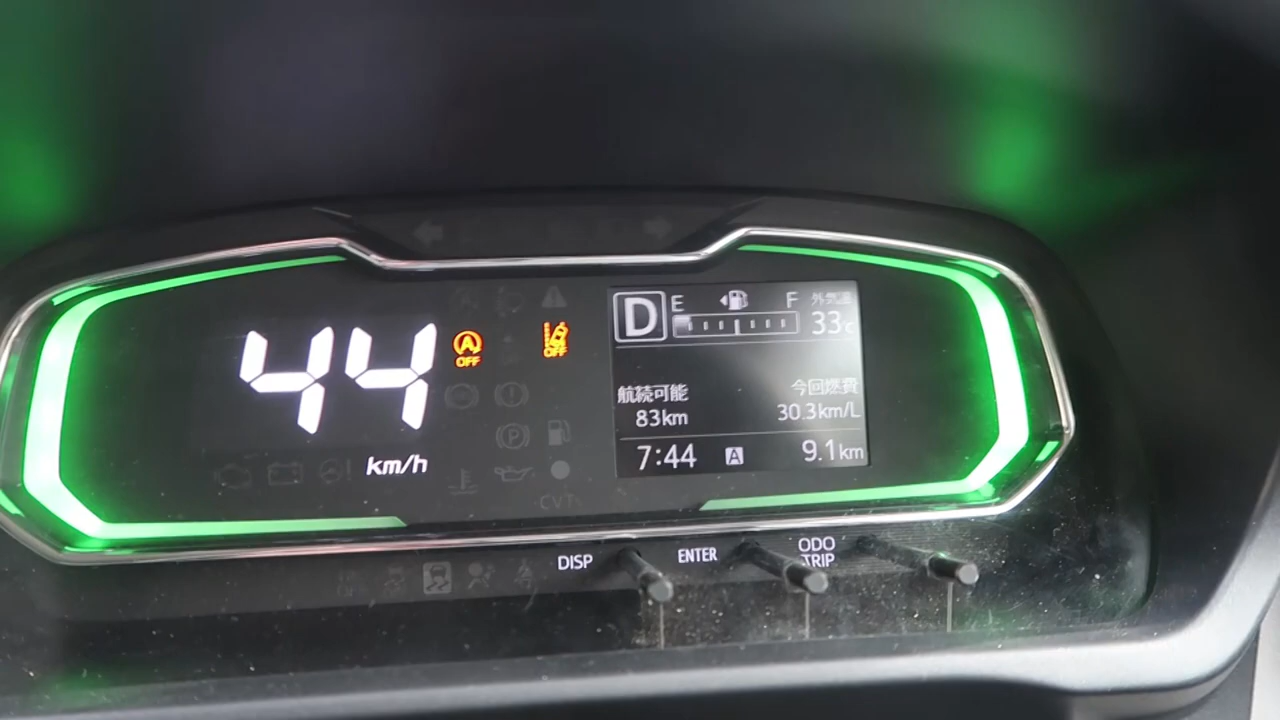 44
km/h
OFF
OFF
D
E F 外気温
33°C
航続可能 今回燃費
83km 30.3km/L
7:44 A 9.1km
CVT
DISP
ENTER
ODO
TRIP